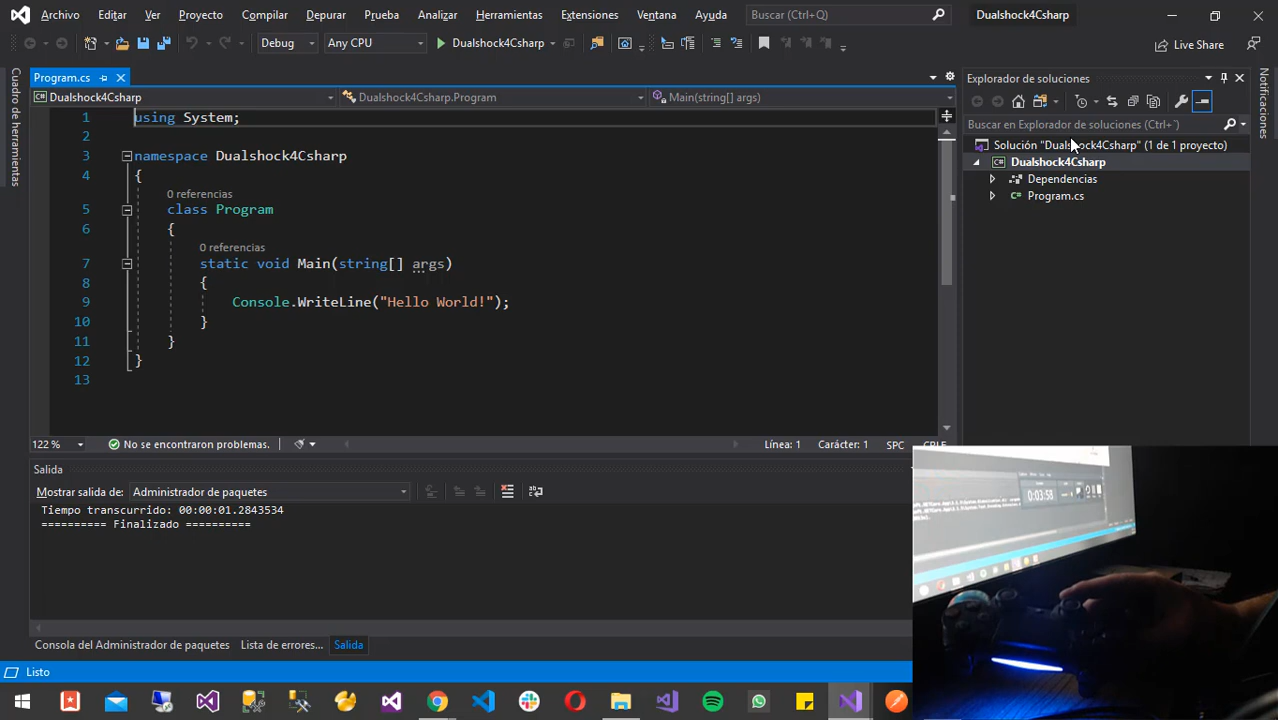 Archivo Editar Ver Proyecto Compilar Depurar Prueba Analizar Herramientas Extensiones Ventana Ayuda Buscar (Ctrl+Q) Dualshock4Csharp
Debug Any CPU Dualshock4Csharp Live Share
Cuadro de herramientas
Program.cs
Dualshock4Csharp Dualshock4Csharp.Program Main(string[] args)
1 using System;
2
3 namespace Dualshock4Csharp
4 {
0 referencias
5 class Program
6 {
0 referencias
7 static void Main(string[] args)
8 {
9 Console.WriteLine("Hello World!");
10 }
11 }
12 }
13
122 % No se encontraron problemas. Línea: 1 Carácter: 1 SPC CRLF
Explorador de soluciones
Buscar en Explorador de soluciones (Ctrl+¨)
Solución "Dualshock4Csharp" (1 de 1 proyecto)
Dualshock4Csharp
Dependencias
Program.cs
Notificaciones
Salida
Mostrar salida de: Administrador de paquetes
Tiempo transcurrido: 00:00:01.2843534
========== Finalizado ==========
Consola del Administrador de paquetes Lista de errores... Salida
Listo
0:03:58